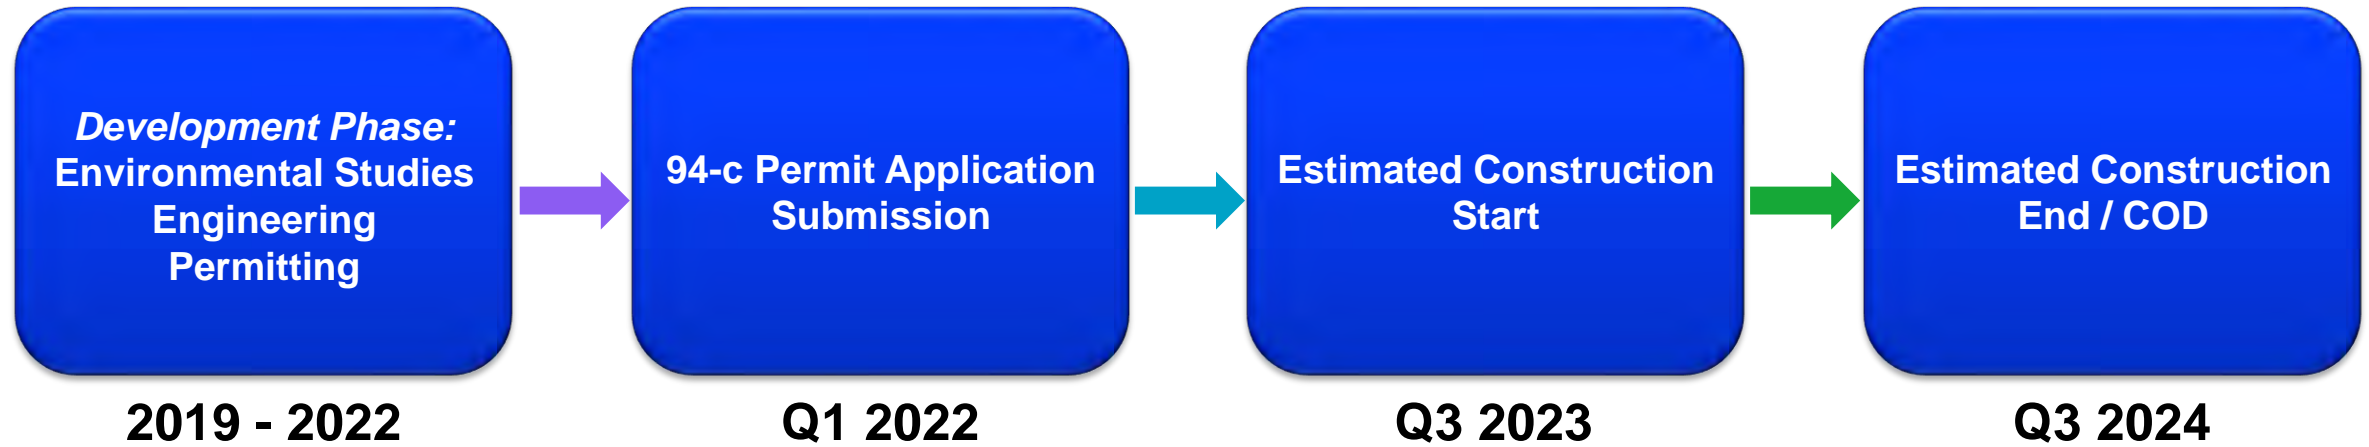 Development Phase:
Environmental Studies
Engineering
Permitting
2019 - 2022
94-c Permit Application
Submission
Q1 2022
Estimated Construction
Start
Q3 2023
Estimated Construction
End / COD
Q3 2024